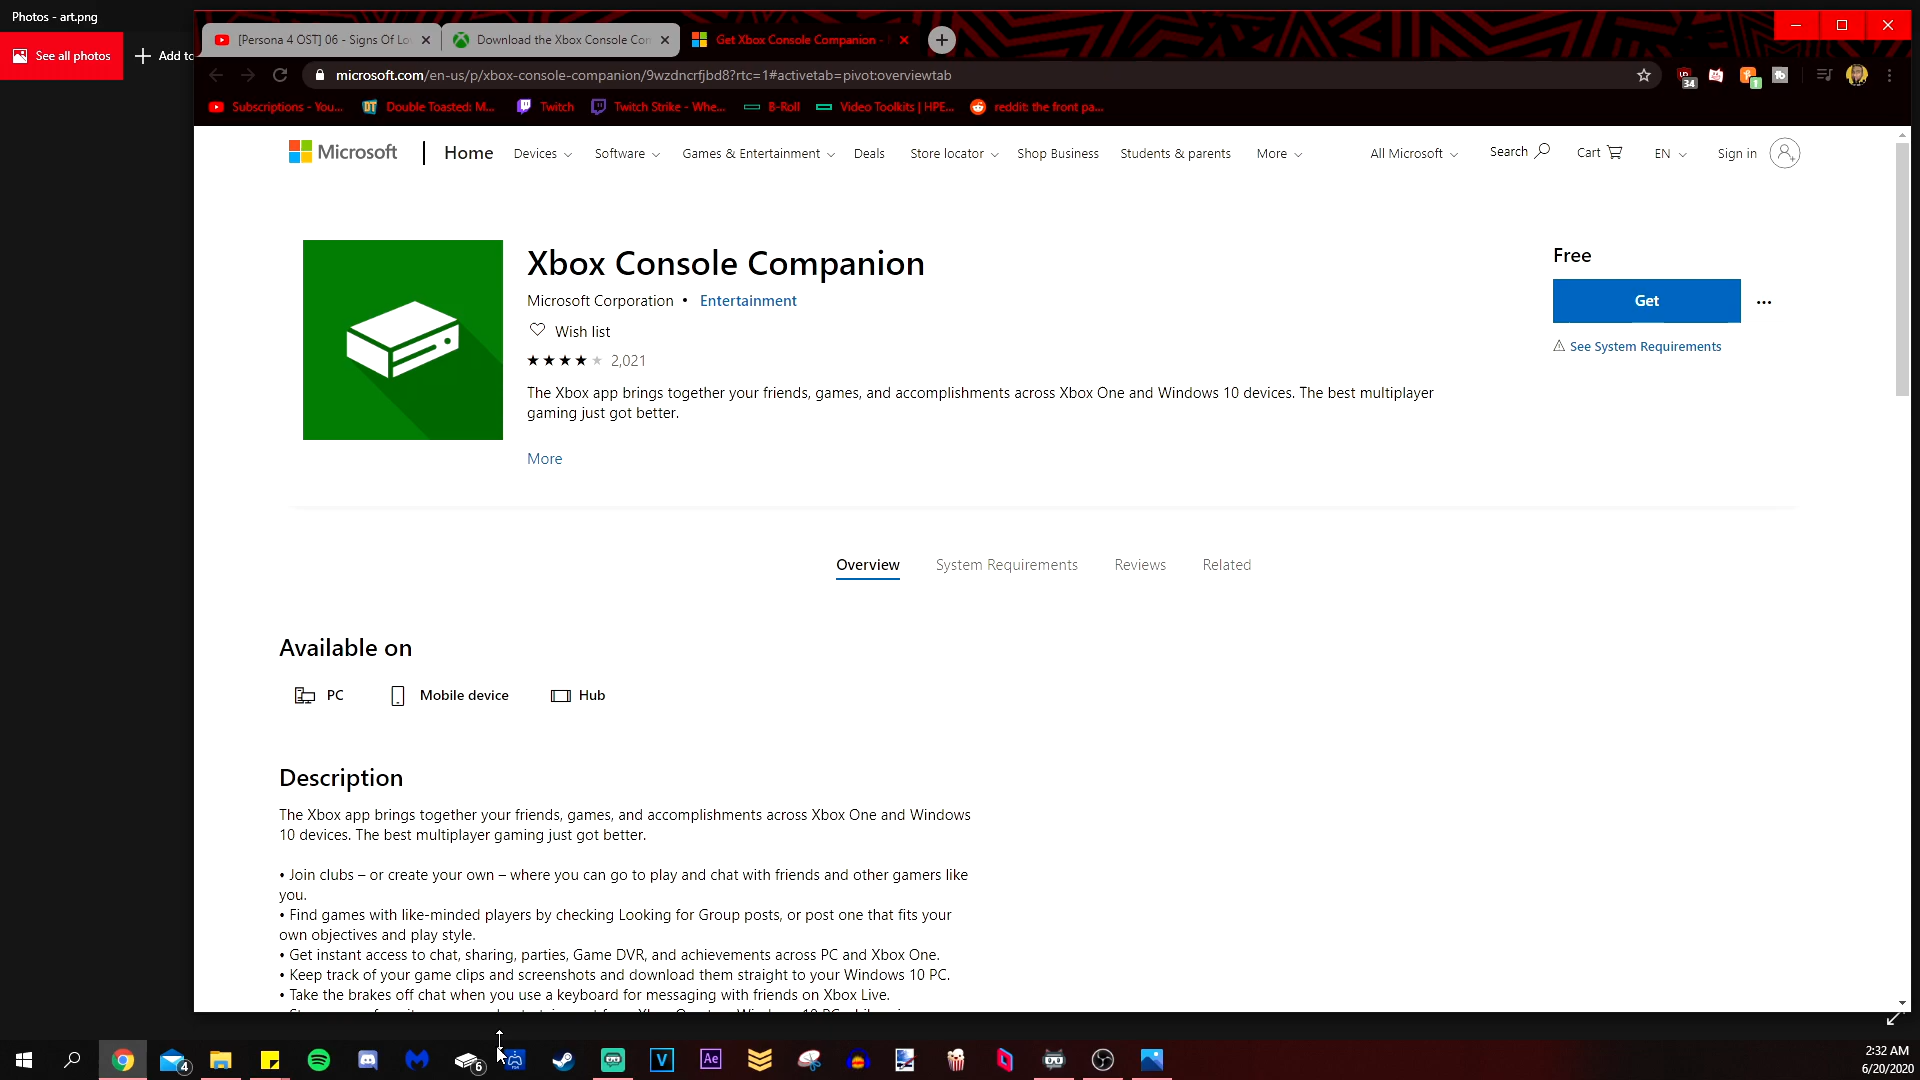 Photos - art.png
See all photos
Add to
[Persona 4 OST] 06 - Signs Of Lo
Download the Xbox Console Con
Get Xbox Console Companion -
microsoft.com/en-us/p/xbox-console-companion/9wzdncrfjbd8?rtc=1#activetab=pivot:overviewtab
34
1
Subscriptions - You...
Double Toasted: M...
Twitch
Twitch Strike - Whe...
B-Roll
Video Toolkits | HPE...
reddit: the front pa...
Microsoft
Home
Devices
Software
Games & Entertainment
Deals
Store locator
Shop Business
Students & parents
More
All Microsoft
Search
Cart
EN
Sign in
Xbox Console Companion
Microsoft Corporation • Entertainment
Wish list
2,021
The Xbox app brings together your friends, games, and accomplishments across Xbox One and Windows 10 devices. The best multiplayer
gaming just got better.
More
Free
Get
See System Requirements
Overview
System Requirements
Reviews
Related
Available on
PC
Mobile device
Hub
Description
The Xbox app brings together your friends, games, and accomplishments across Xbox One and Windows
10 devices. The best multiplayer gaming just got better.
• Join clubs – or create your own – where you can go to play and chat with friends and other gamers like
you.
• Find games with like-minded players by checking Looking for Group posts, or post one that fits your
own objectives and play style.
• Get instant access to chat, sharing, parties, Game DVR, and achievements across PC and Xbox One.
• Keep track of your game clips and screenshots and download them straight to your Windows 10 PC.
• Take the brakes off chat when you use a keyboard for messaging with friends on Xbox Live.
4
6
V
Ae
2:32 AM
6/20/2020